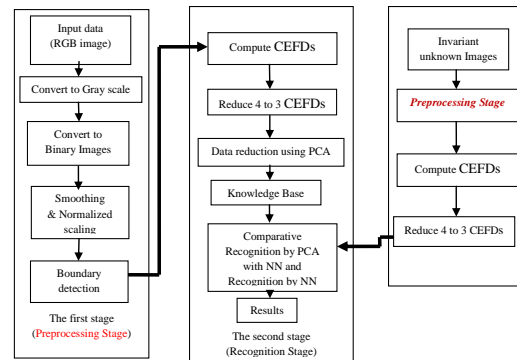 Input data
(RGB image)
Convert to Gray scale
Convert to
Binary Images
Smoothing
& Normalized
scaling
Boundary
detection
The first stage
(Preprocessing Stage)
Compute CEFDs
Reduce 4 to 3 CEFDs
Data reduction using PCA
Knowledge Base
Comparative
Recognition by PCA
with NN and
Recognition by NN
Results
The second stage
(Recognition Stage)
Invariant
unknown Images
Preprocessing Stage
Compute CEFDs
Reduce 4 to 3 CEFDs